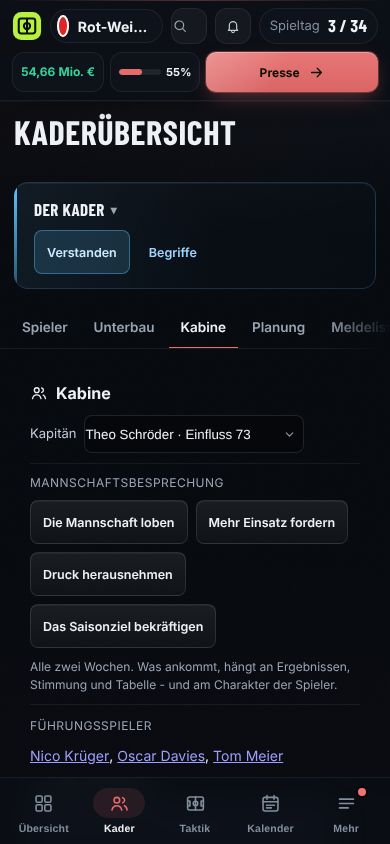 Rot-Wei...
Spieltag 3 / 34
54,66 Mio. €
55%
Presse →
KADERÜBERSICHT
DER KADER ▾
Verstanden
Begriffe
Spieler
Unterbau
Kabine
Planung
Meldelis
Kabine
Kapitän Theo Schröder · Einfluss 73
MANNSCHAFTSBESPRECHUNG
Die Mannschaft loben
Mehr Einsatz fordern
Druck herausnehmen
Das Saisonziel bekräftigen
Alle zwei Wochen. Was ankommt, hängt an Ergebnissen,
Stimmung und Tabelle - und am Charakter der Spieler.
FÜHRUNGSSPIELER
Nico Krüger, Oscar Davies, Tom Meier
Übersicht
Kader
Taktik
Kalender
Mehr